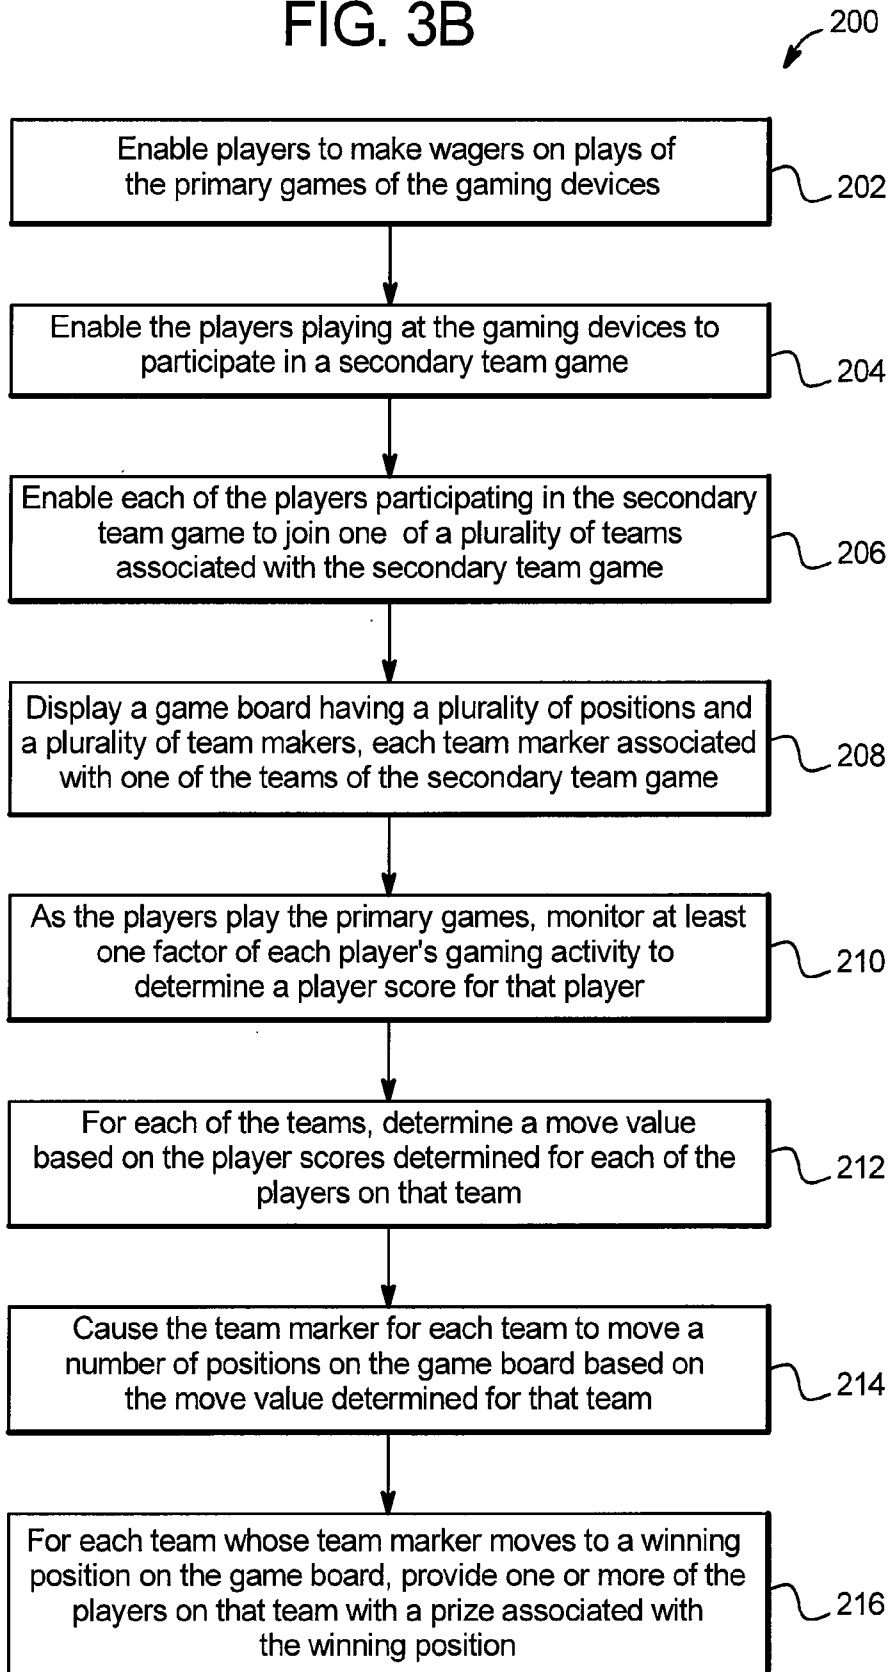 FIG. 3B
200
Enable players to make wagers on plays of
the primary games of the gaming devices
202
Enable the players playing at the gaming devices to
participate in a secondary team game
204
Enable each of the players participating in the secondary
team game to join one of a plurality of teams
associated with the secondary team game
206
Display a game board having a plurality of positions and
a plurality of team makers, each team marker associated
with one of the teams of the secondary team game
208
As the players play the primary games, monitor at least
one factor of each player's gaming activity to
determine a player score for that player
210
For each of the teams, determine a move value
based on the player scores determined for each of the
players on that team
212
Cause the team marker for each team to move a
number of positions on the game board based on
the move value determined for that team
214
For each team whose team marker moves to a winning
position on the game board, provide one or more of the
players on that team with a prize associated with
the winning position
216